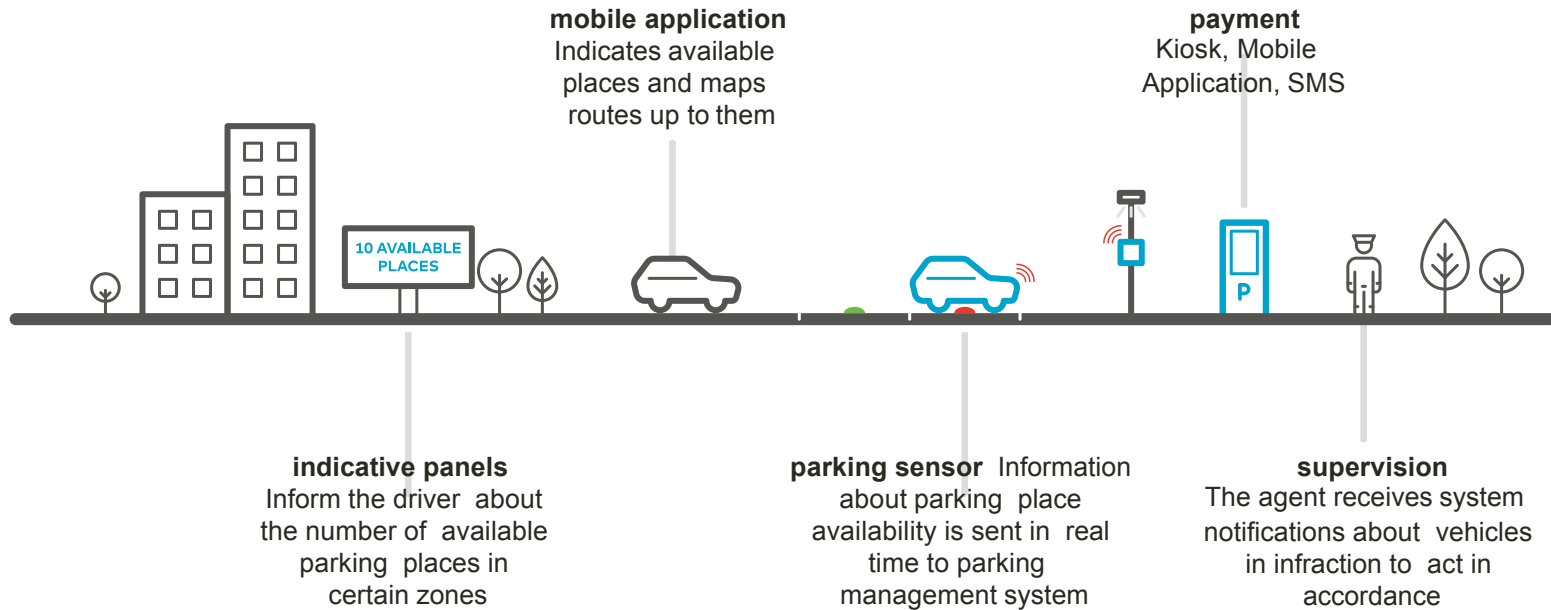 mobile application
Indicates available
places and maps
routes up to them
payment
Kiosk, Mobile
Application, SMS
10 AVAILABLE
PLACES
P
indicative panels
Inform the driver about
the number of available
parking places in
certain zones
parking sensor Information
about parking place
availability is sent in real
time to parking
management system
supervision
The agent receives system
notifications about vehicles
in infraction to act in
accordance